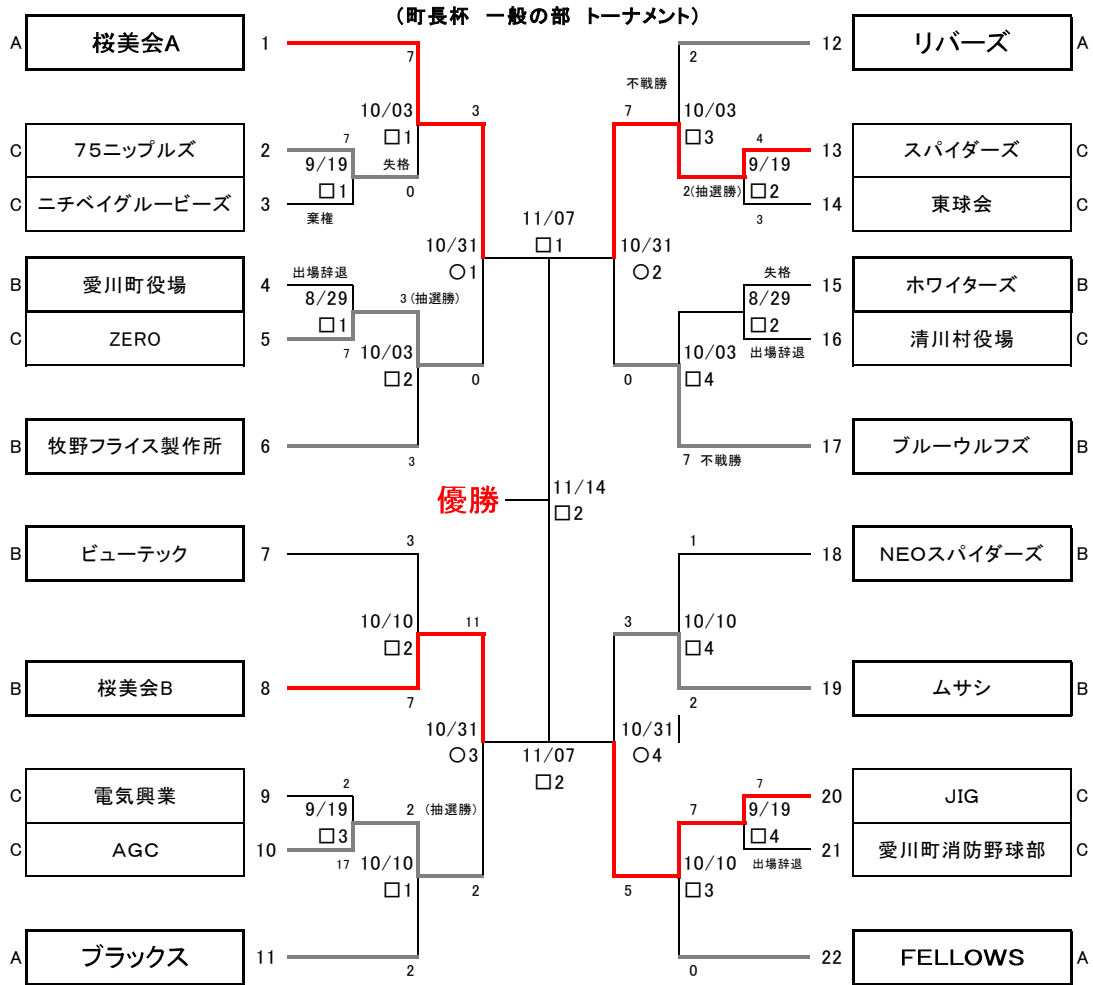 (町長杯 一般の部 トーナメント)
A 桜美会A 1
7
10/03
□1
3
C 75ニップルズ 2
7
9/19
□1
失格
0
C ニチベイグルービーズ 3
棄権
10/31
○1
B 愛川町役場 4
出場辞退
8/29
□1
3(抽選勝)
C ZERO 5
7
10/03
□2
0
B 牧野フライス製作所 6
3
11/07
□1
優勝
11/14
□2
B ビューテック 7
3
10/10
□2
11
B 桜美会B 8
7
10/31
○3
C 電気興業 9
2
9/19
□3
2 (抽選勝)
C AGC 10
17
10/10
□1
2
A ブラックス 11
2
11/07
□2
12 リバーズ A
2
不戦勝
7
10/03
□3
4
13 スパイダーズ C
9/19
□2
2(抽選勝)
3
14 東球会 C
10/31
○2
失格
15 ホワイターズ B
8/29
□2
16 清川村役場 C
出場辞退
10/03
□4
0
17 ブルーウルフズ B
7 不戦勝
1
18 NEOスパイダーズ B
3
10/10
□4
19 ムサシ B
2
10/31
○4
7
20 JIG C
7
9/19
□4
21 愛川町消防野球部 C
出場辞退
10/10
□3
5
22 FELLOWS A
0